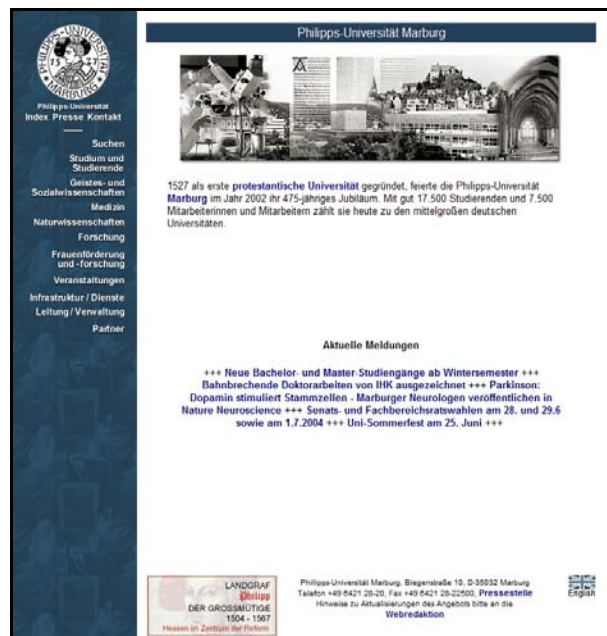 PHILIPPS-UNIVERSITÄT
MARBURG
1527
Philipps-Universität
Index Presse Kontakt
Suchen
Studium und
Studierende
Geistes- und
Sozialwissenschaften
Medizin
Naturwissenschaften
Forschung
Frauenförderung
und -forschung
Veranstaltungen
Infrastruktur / Dienste
Leitung / Verwaltung
Partner
Philipps-Universität Marburg
1527 als erste protestantische Universität gegründet, feierte die Philipps-Universität
Marburg im Jahr 2002 ihr 475-jähriges Jubiläum. Mit gut 17.500 Studierenden und 7.500
Mitarbeiterinnen und Mitarbeitern zählt sie heute zu den mittelgroßen deutschen
Universitäten.
Aktuelle Meldungen
+++ Neue Bachelor- und Master-Studiengänge ab Wintersemester +++
Bahnbrechende Doktorarbeiten von IHK ausgezeichnet +++ Parkinson:
Dopamin stimuliert Stammzellen - Marburger Neurologen veröffentlichen in
Nature Neuroscience +++ Senats- und Fachbereichsratswahlen am 28. und 29.6
sowie am 1.7.2004 +++ Uni-Sommerfest am 25. Juni +++
LANDGRAF
Philipp
DER GROSSMÜTIGE
1504 - 1567
Hessen im Zentrum der Reform
Philipps-Universität Marburg, Biegenstraße 10, D-35032 Marburg
Telefon +49 6421 28-20, Fax +49 6421 28-22500, Pressestelle
Hinweise zu Aktualisierungen des Angebots bitte an die
Webredaktion
English